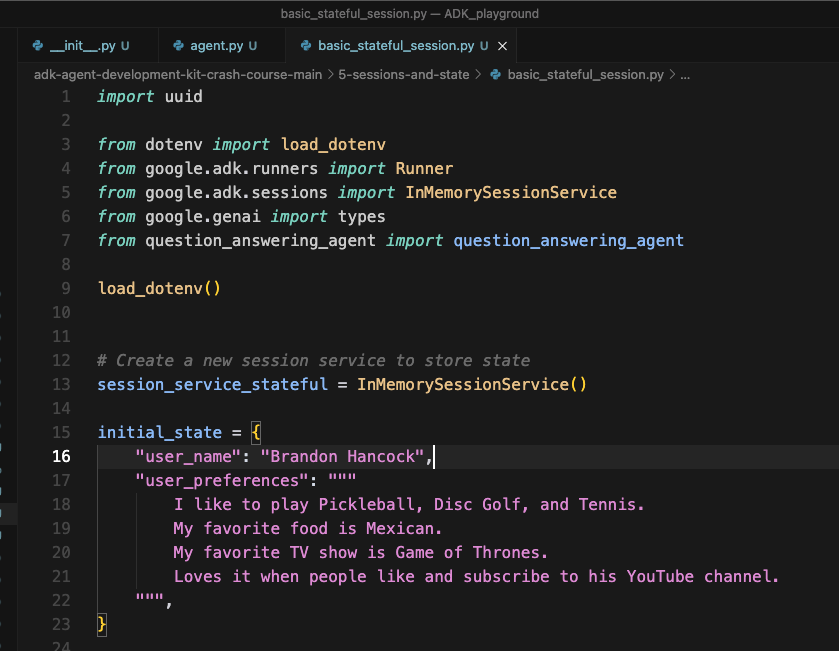 basic_stateful_session.py — ADK_playground
__init__.py U agent.py U basic_stateful_session.py U
adk-agent-development-kit-crash-course-main > 5-sessions-and-state > basic_stateful_session.py > ...
1 import uuid
2
3 from dotenv import load_dotenv
4 from google.adk.runners import Runner
5 from google.adk.sessions import InMemorySessionService
6 from google.genai import types
7 from question_answering_agent import question_answering_agent
8
9 load_dotenv()
10
11
12 # Create a new session service to store state
13 session_service_stateful = InMemorySessionService()
14
15 initial_state = {
16 "user_name": "Brandon Hancock",
17 "user_preferences": """
18 I like to play Pickleball, Disc Golf, and Tennis.
19 My favorite food is Mexican.
20 My favorite TV show is Game of Thrones.
21 Loves it when people like and subscribe to his YouTube channel.
22 """,
23 }
24